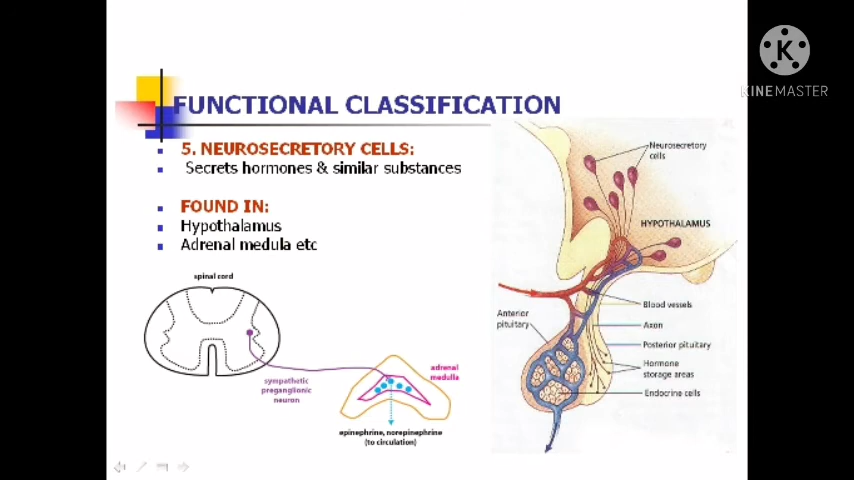 K
KINEMASTER
FUNCTIONAL CLASSIFICATION
5. NEUROSECRETORY CELLS:
Secrets hormones & similar substances
FOUND IN:
Hypothalamus
Adrenal medula etc
spinal cord
sympathetic
preganglionic
neuron
adrenal
medulla
epinephrine, norepinephrine
(to circulation)
Neurosecretory
cells
HYPOTHALAMUS
Blood vessels
Anterior
pituitary
Axon
Posterior pituitary
Hormone
storage areas
Endocrine cells